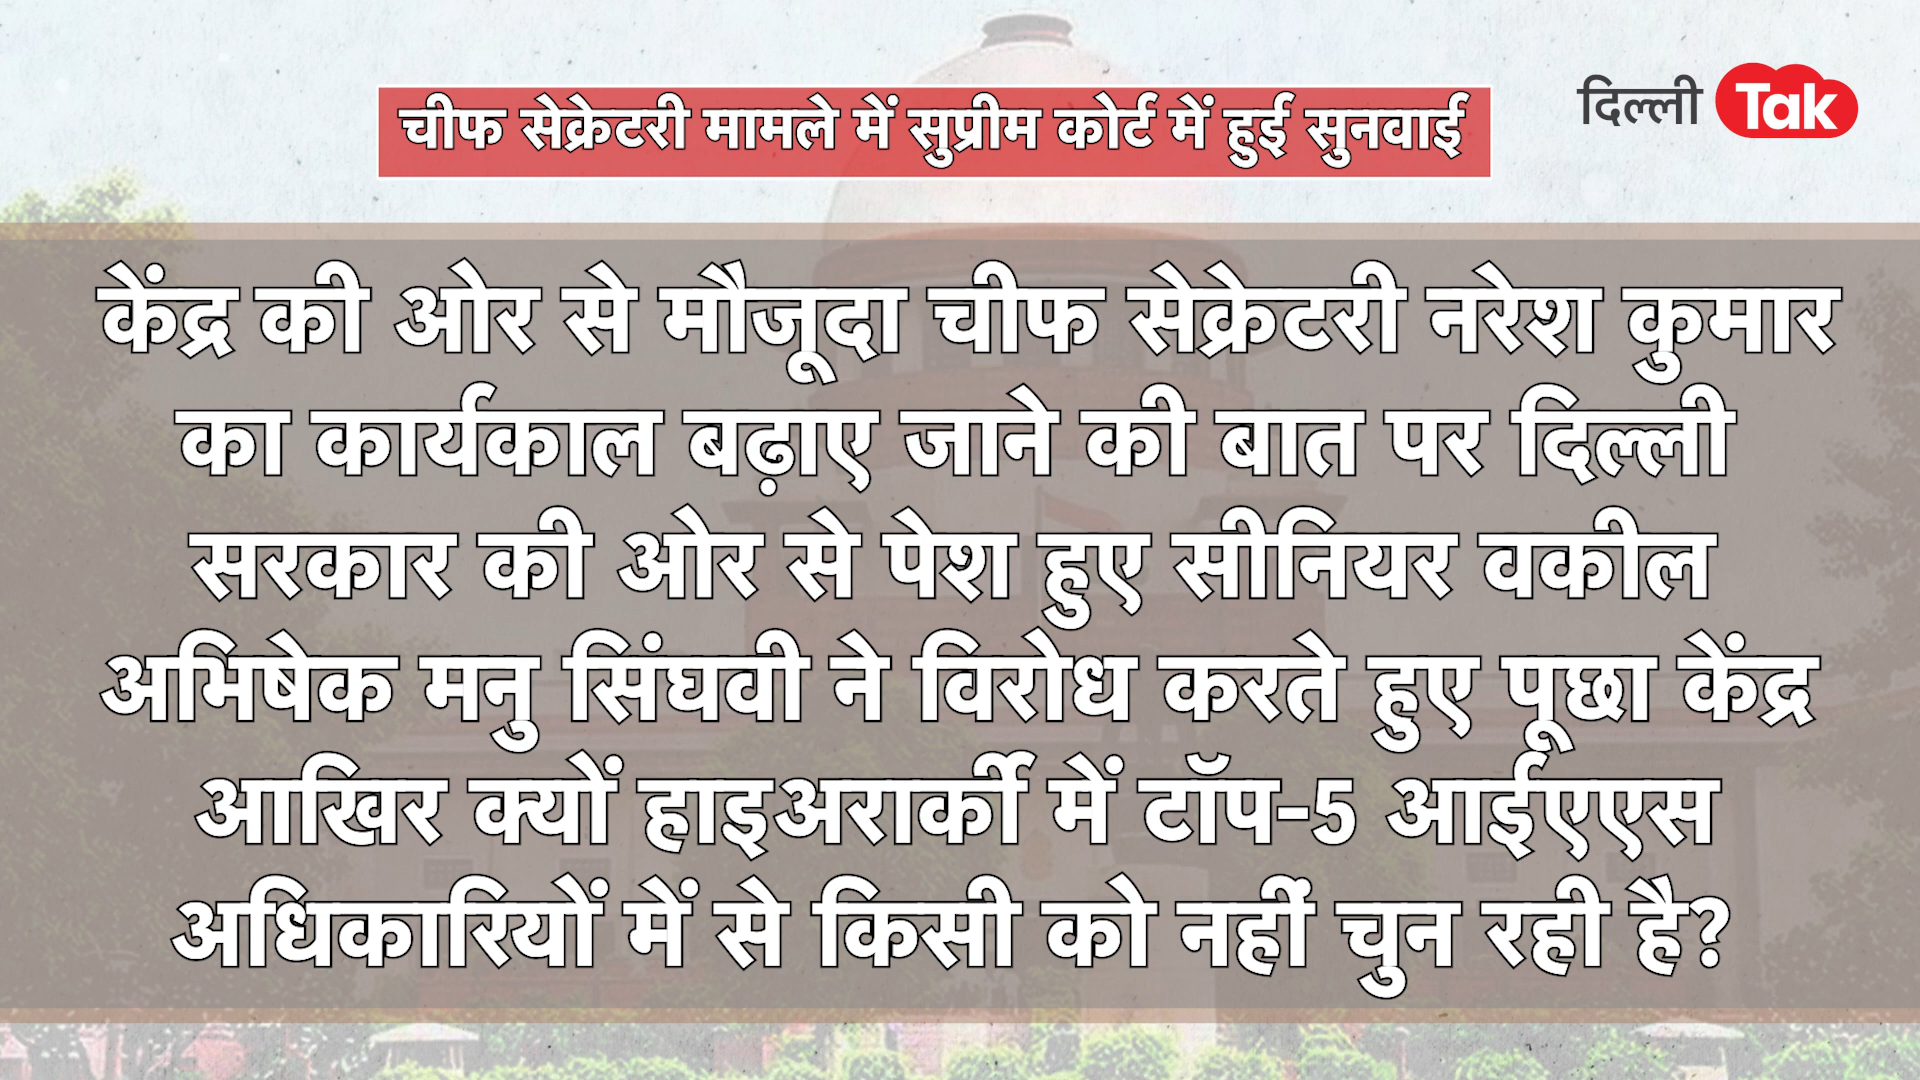 चीफ सेक्रेटरी मामले में सुप्रीम कोर्ट में हुई सुनवाई
दिल्ली Tak
केंद्र की ओर से मौजूदा चीफ सेक्रेटरी नरेश कुमार
का कार्यकाल बढ़ाए जाने की बात पर दिल्ली
सरकार की ओर से पेश हुए सीनियर वकील
अभिषेक मनु सिंघवी ने विरोध करते हुए पूछा केंद्र
आखिर क्यों हाइअरार्की में टॉप-5 आईएएस
अधिकारियों में से किसी को नहीं चुन रही है?